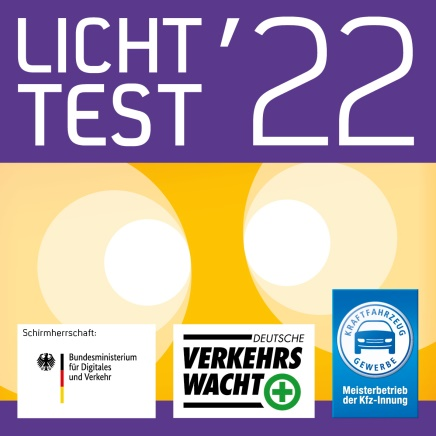 LICHT '22
TEST
Schirmherrschaft:
Bundesministerium
für Digitales
und Verkehr
DEUTSCHE
VERKEHRS
WACHT
KRAFTFAHRZEUG
GEWERBE
Meisterbetrieb
der Kfz-Innung